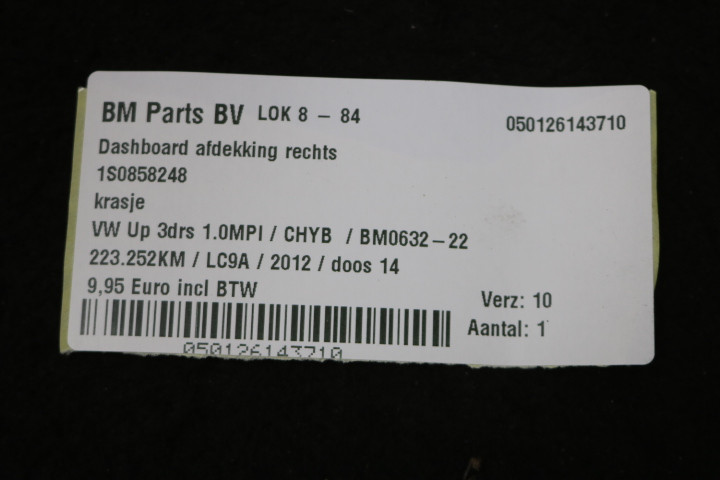 BM Parts BV LOK 8 - 84 050126143710
Dashboard afdekking rechts
1S0858248
krasje
VW Up 3drs 1.0MPI / CHYB / BM0632-22
223.252KM / LC9A / 2012 / doos 14
9,95 Euro incl BTW Verz: 10
Aantal: 1
050126143710